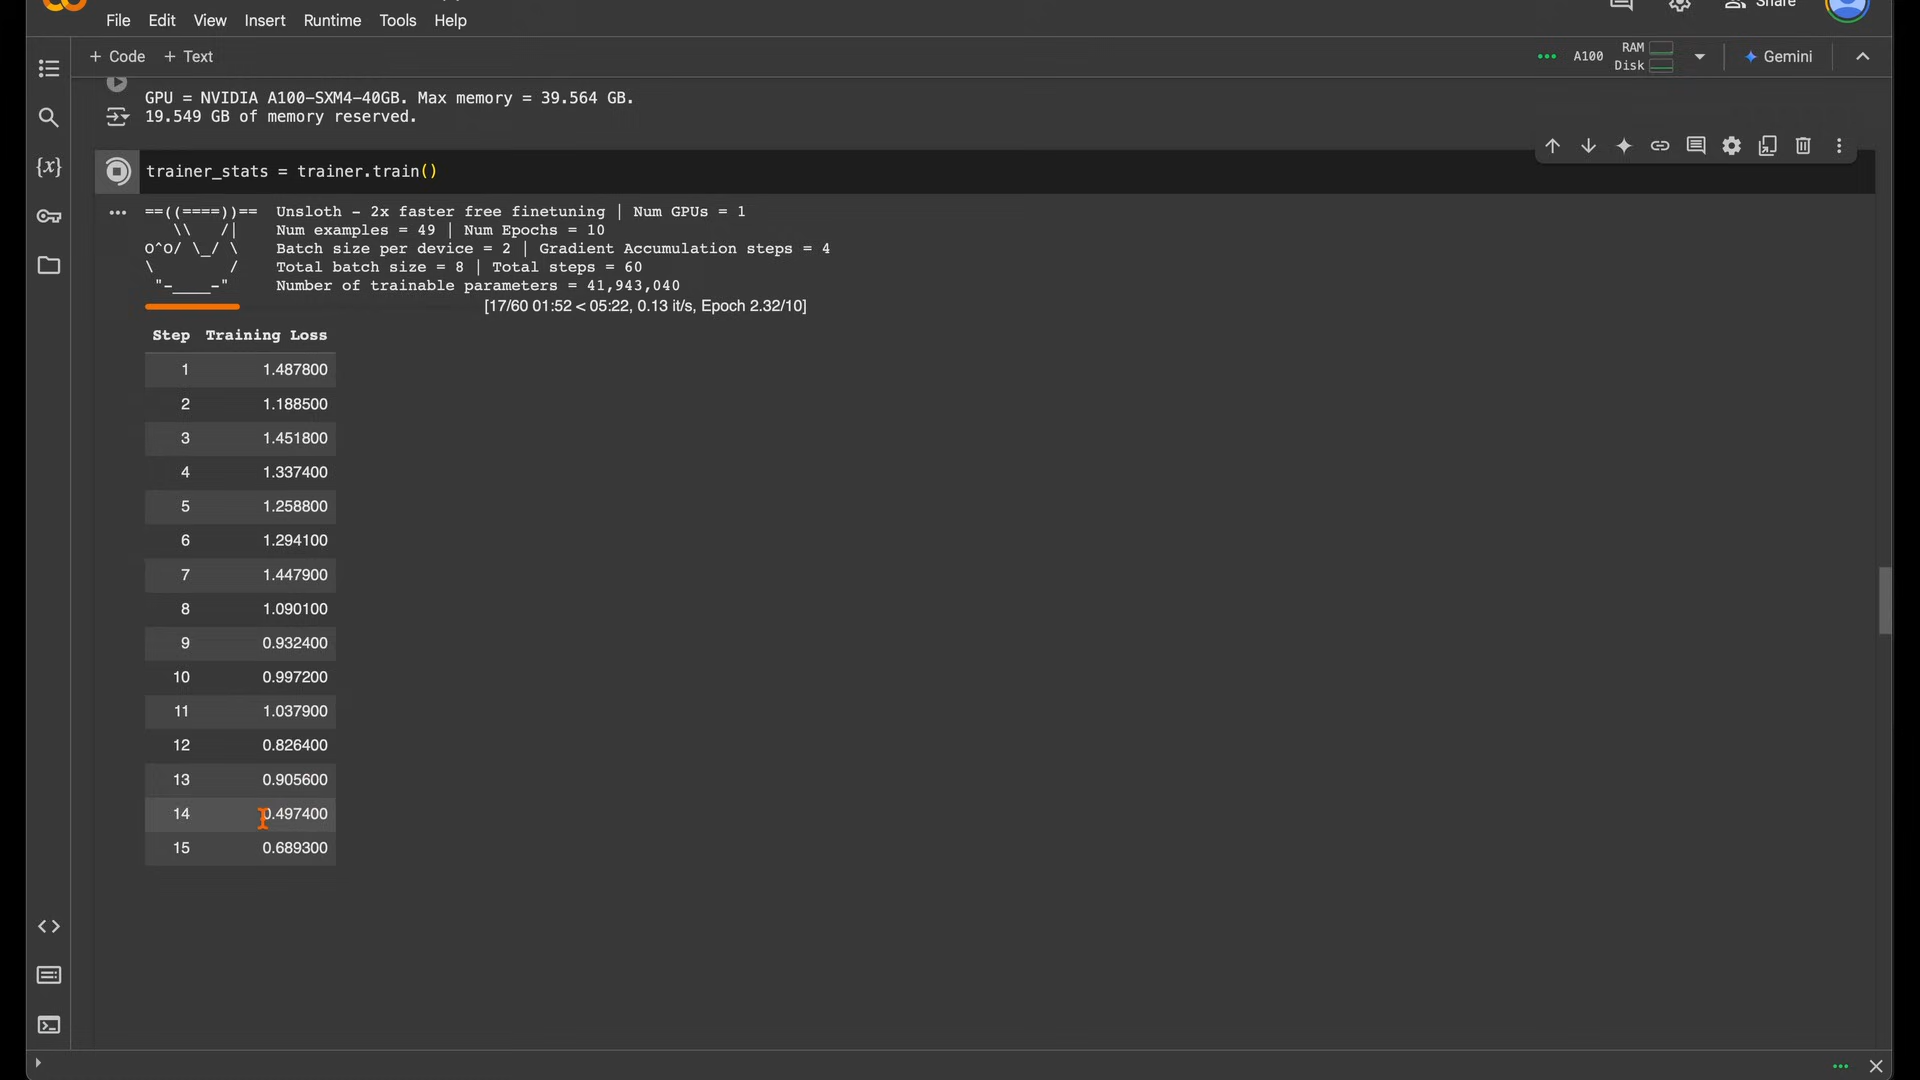 Share
File Edit View Insert Runtime Tools Help
+ Code + Text
A100 RAM Disk Gemini
GPU = NVIDIA A100-SXM4-40GB. Max memory = 39.564 GB.
19.549 GB of memory reserved.
{x}
trainer_stats = trainer.train()
==((====))== Unsloth - 2x faster free finetuning | Num GPUs = 1
\\ /| Num examples = 49 | Num Epochs = 10
O^O/ \_/ \ Batch size per device = 2 | Gradient Accumulation steps = 4
\ / Total batch size = 8 | Total steps = 60
"-____-" Number of trainable parameters = 41,943,040
[17/60 01:52 < 05:22, 0.13 it/s, Epoch 2.32/10]
Step Training Loss
1 1.487800
2 1.188500
3 1.451800
4 1.337400
5 1.258800
6 1.294100
7 1.447900
8 1.090100
9 0.932400
10 0.997200
11 1.037900
12 0.826400
13 0.905600
14 0.497400
15 0.689300